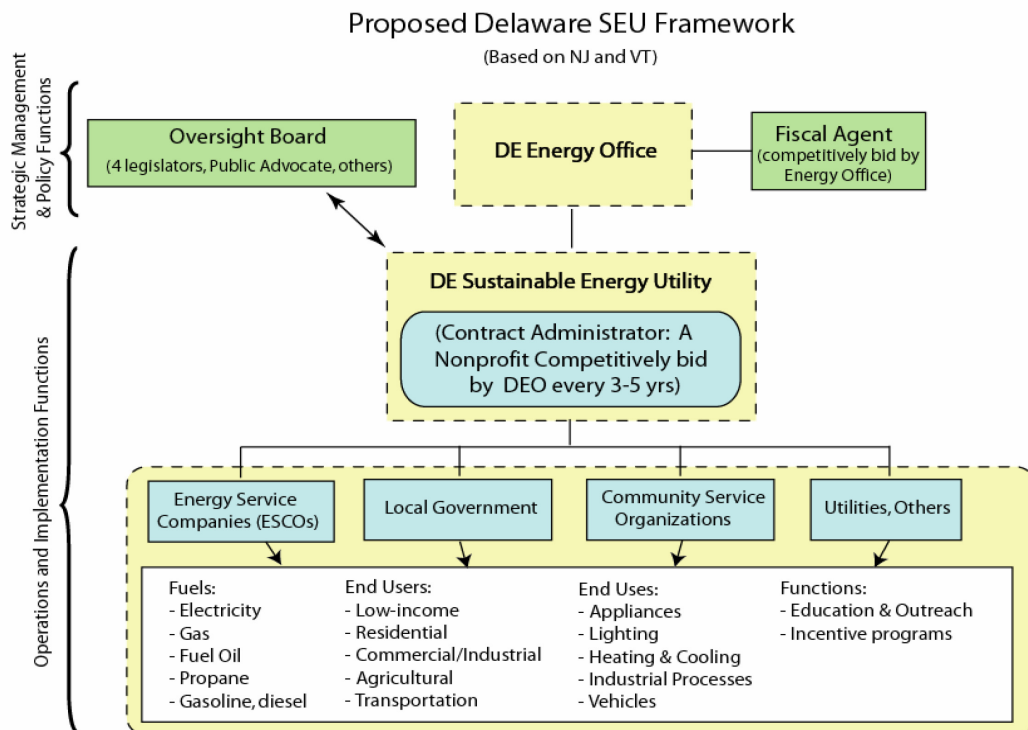 Proposed Delaware SEU Framework
(Based on NJ and VT)
Strategic Management
& Policy Functions
Oversight Board
(4 legislators, Public Advocate, others)
DE Energy Office
Fiscal Agent
(competitively bid by
Energy Office)
Operations and Implementation Functions
DE Sustainable Energy Utility
(Contract Administrator: A
Nonprofit Competitively bid
by DEO every 3-5 yrs)
Energy Service
Companies (ESCOs)
Local Government
Community Service
Organizations
Utilities, Others
Fuels:
- Electricity
- Gas
- Fuel Oil
- Propane
- Gasoline, diesel
End Users:
- Low-income
- Residential
- Commercial/Industrial
- Agricultural
- Transportation
End Uses:
- Appliances
- Lighting
- Heating & Cooling
- Industrial Processes
- Vehicles
Functions:
- Education & Outreach
- Incentive programs